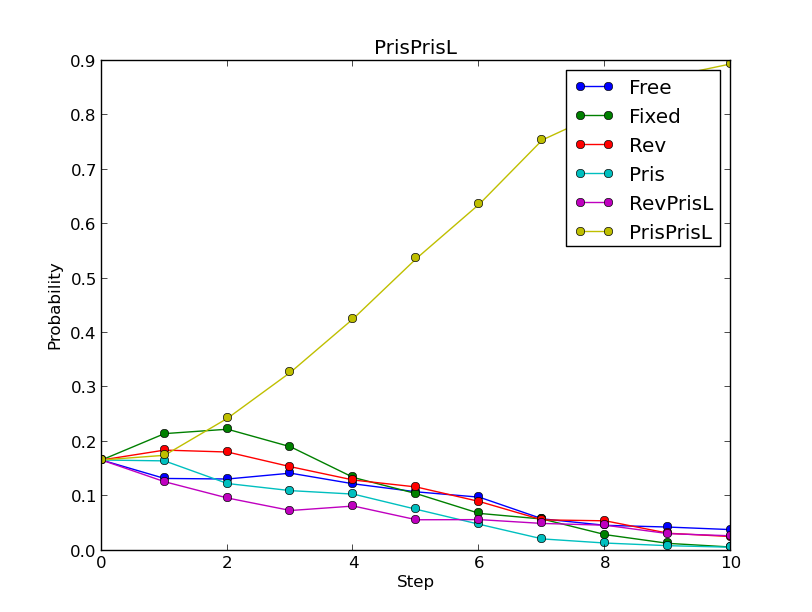 PrisPrisL
0.9
0.8
0.7
0.6
0.5
0.4
0.3
0.2
0.1
0.0
Probability
Free
Fixed
Rev
Pris
RevPrisL
PrisPrisL
0 2 4 6 8 10
Step